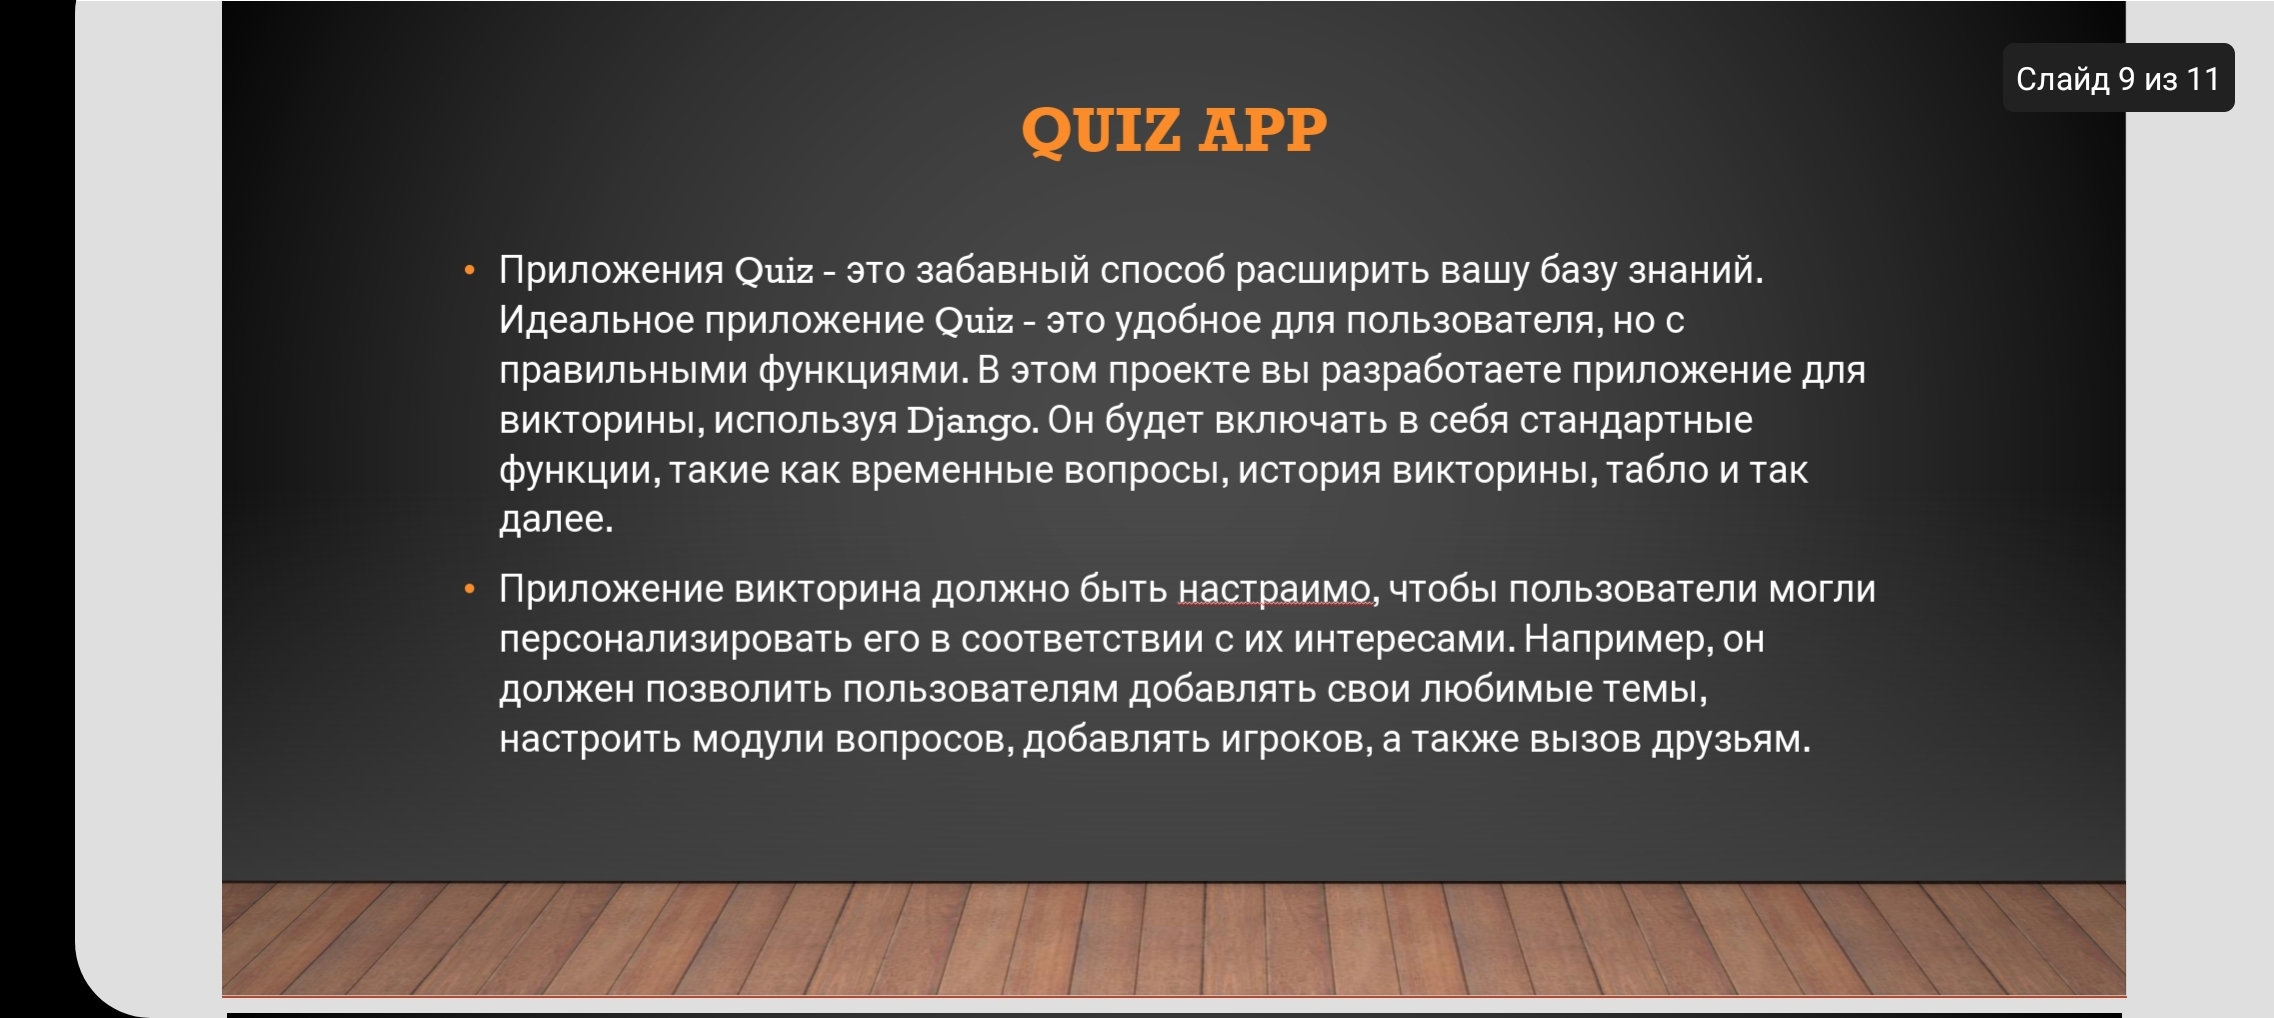 Слайд 9 из 11
QUIZ APP
• Приложения Quiz - это забавный способ расширить вашу базу знаний.
Идеальное приложение Quiz - это удобное для пользователя, но с
правильными функциями. В этом проекте вы разработаете приложение для
викторины, используя Django. Он будет включать в себя стандартные
функции, такие как временные вопросы, история викторины, табло и так
далее.
• Приложение викторина должно быть настраимо, чтобы пользователи могли
персонализировать его в соответствии с их интересами. Например, он
должен позволить пользователям добавлять свои любимые темы,
настроить модули вопросов, добавлять игроков, а также вызов друзьям.